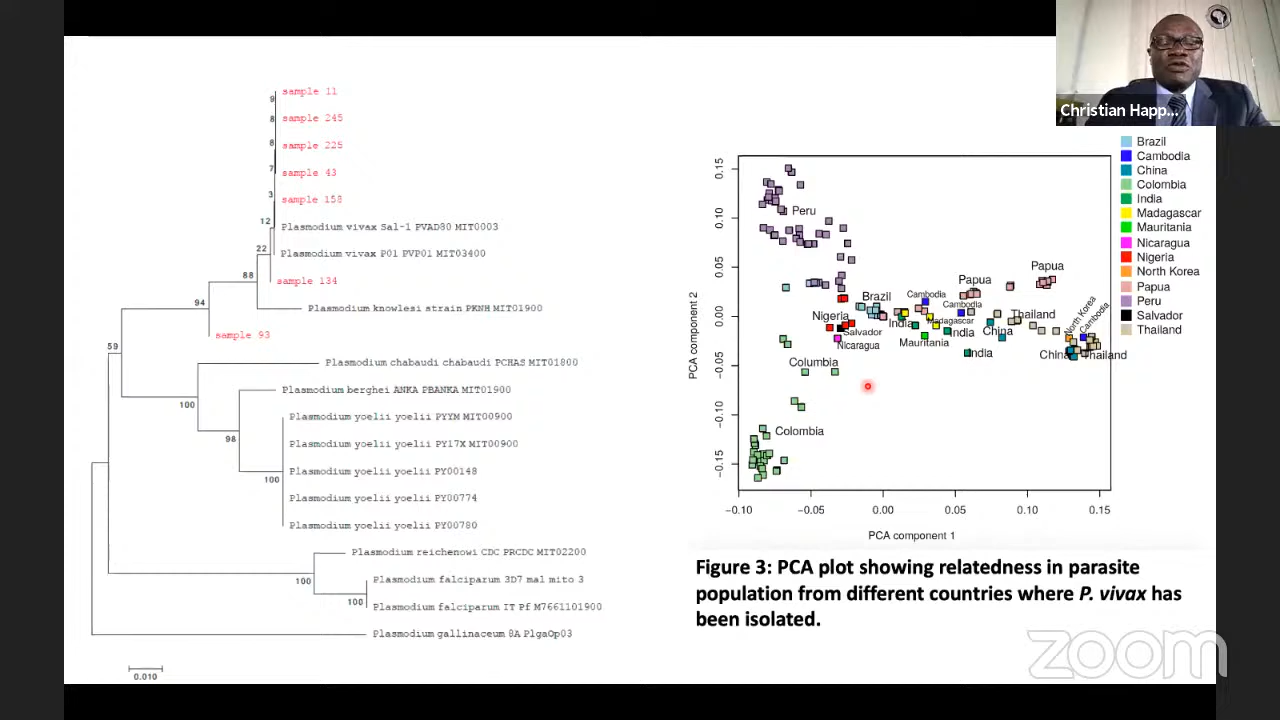 sample 11
sample 245
sample 225
sample 43
sample 158
Plasmodium vivax Sal-1 PVAD80 MIT0003
Plasmodium vivax P01 PVP01 MIT03400
sample 134
Plasmodium knowlesi strain PKNH MIT01900
sample 93
Plasmodium chabaudi chabaudi PCHAS MIT01800
Plasmodium berghei ANKA PBANKA MIT01900
Plasmodium yoelii yoelii PYYM MIT00900
Plasmodium yoelii yoelii PY17X MIT00900
Plasmodium yoelii yoelii PY00148
Plasmodium yoelii yoelii PY00774
Plasmodium yoelii yoelii PY00780
Plasmodium reichenowi CDC PRCDC MIT02200
Plasmodium falciparum 3D7 mal mito 3
Plasmodium falciparum IT Pf M7661101900
Plasmodium gallinaceum 8A PlgaOp03
9
8
8
7
3
12
22
88
94
59
100
98
100
100
100
0.010
Christian Happ...
Brazil
Cambodia
China
Colombia
India
Madagascar
Mauritania
Nicaragua
Nigeria
North Korea
Papua
Peru
Salvador
Thailand
PCA component 2
0.15
0.10
0.05
0.00
−0.05
−0.10
−0.15
Peru
Papua
Papua
Brazil
Cambodia
Cambodia
Nigeria
India
Madagascar
Thailand
North Korea
Cambodia
Salvador
India
China
Nicaragua
Mauritania
India
China
Thailand
Columbia
Colombia
−0.10
−0.05
0.00
0.05
0.10
0.15
PCA component 1
Figure 3: PCA plot showing relatedness in parasite
population from different countries where P. vivax has
been isolated.
zoom